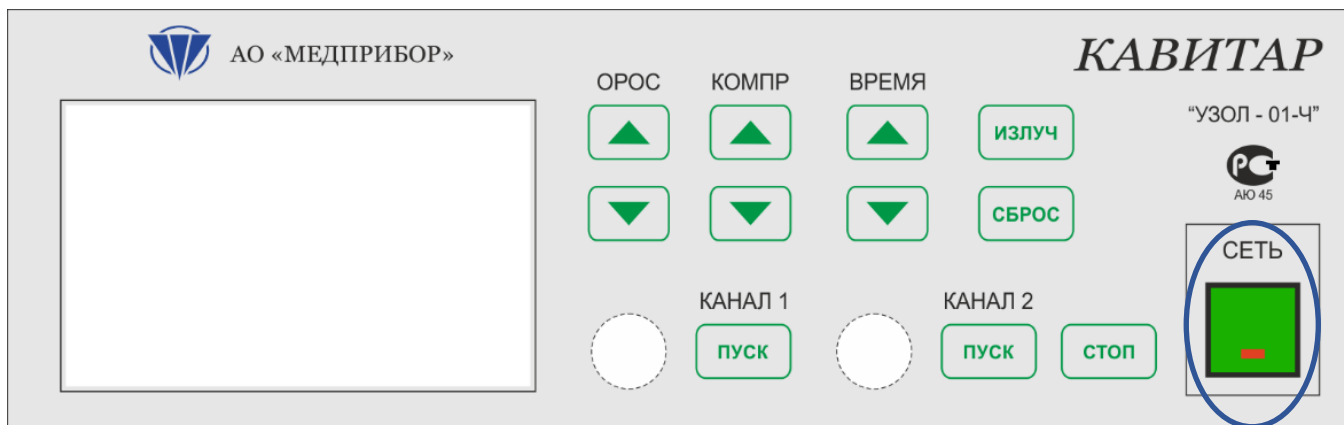 АО «МЕДПРИБОР»
КАВИТАР
"УЗОЛ - 01-Ч"
РСТ
АЮ 45
ОРОС КОМПР ВРЕМЯ
ИЗЛУЧ
СБРОС
СЕТЬ
КАНАЛ 1 КАНАЛ 2
ПУСК ПУСК СТОП